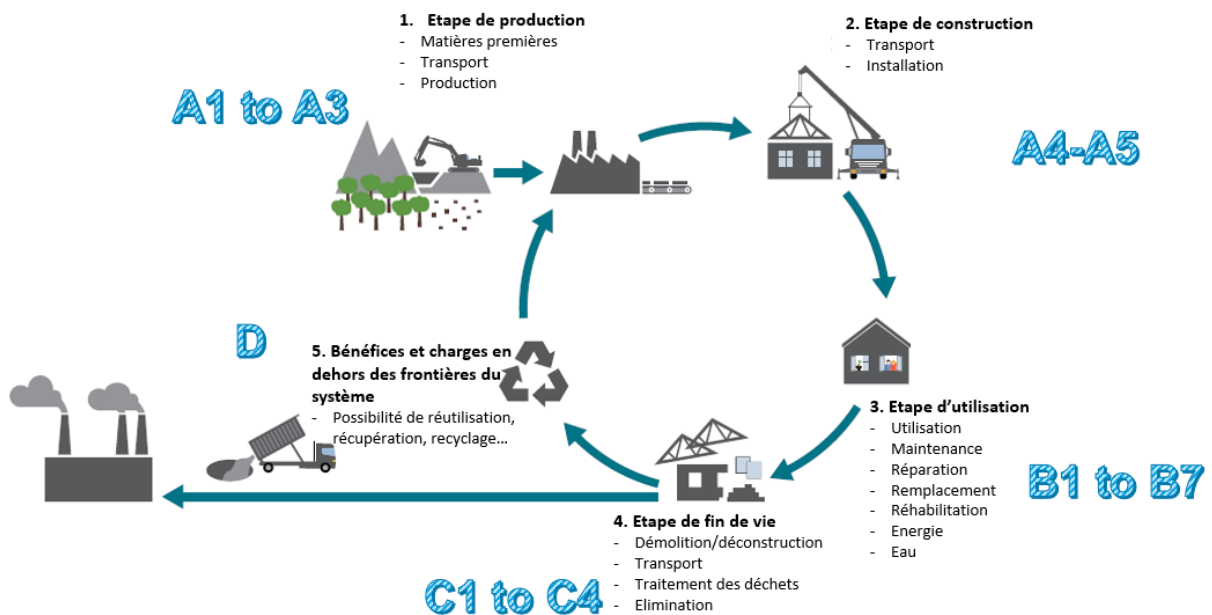 1. Etape de production
- Matières premières
- Transport
- Production
A1 to A3
2. Etape de construction
- Transport
- Installation
A4-A5
3. Etape d'utilisation
- Utilisation
- Maintenance
- Réparation
- Remplacement
- Réhabilitation
- Energie
- Eau
B1 to B7
4. Etape de fin de vie
- Démolition/déconstruction
- Transport
- Traitement des déchets
- Elimination
C1 to C4
D
5. Bénéfices et charges en
dehors des frontières du
système
- Possibilité de réutilisation,
récupération, recyclage...